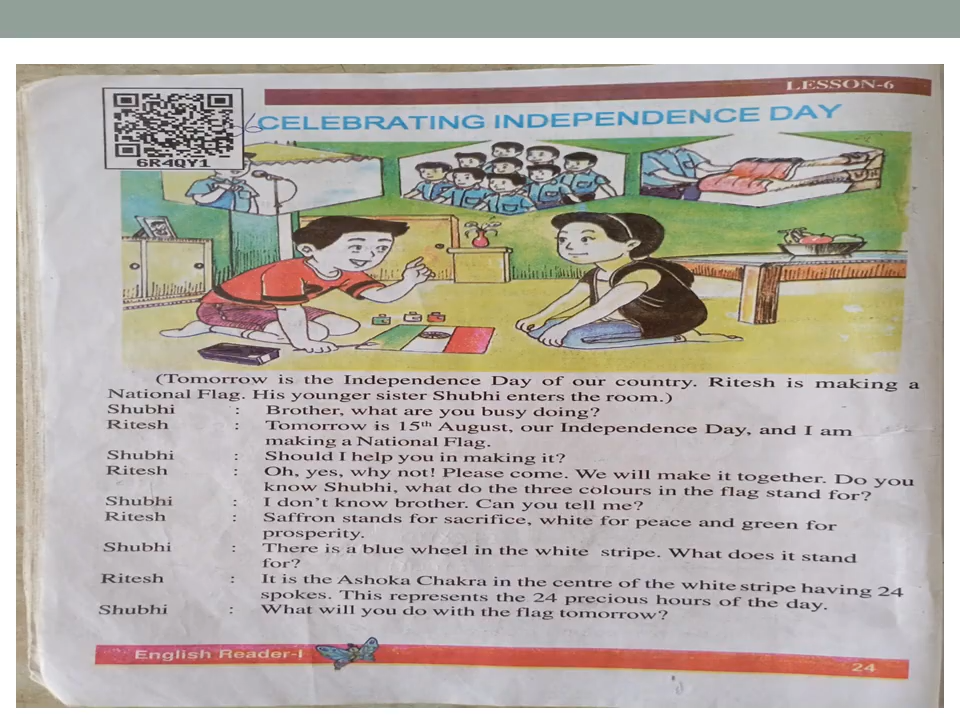 LESSON-6
6R4QY1
6 CELEBRATING INDEPENDENCE DAY
(Tomorrow is the Independence Day of our country. Ritesh is making a
National Flag. His younger sister Shubhi enters the room.)
Shubhi : Brother, what are you busy doing?
Ritesh : Tomorrow is 15th August, our Independence Day, and I am
making a National Flag.
Shubhi : Should I help you in making it?
Ritesh : Oh, yes, why not! Please come. We will make it together. Do you
know Shubhi, what do the three colours in the flag stand for?
Shubhi : I don't know brother. Can you tell me?
Ritesh : Saffron stands for sacrifice, white for peace and green for
prosperity.
Shubhi : There is a blue wheel in the white stripe. What does it stand
for?
Ritesh : It is the Ashoka Chakra in the centre of the white stripe having 24
spokes. This represents the 24 precious hours of the day.
Shubhi : What will you do with the flag tomorrow?
English Reader-I
24